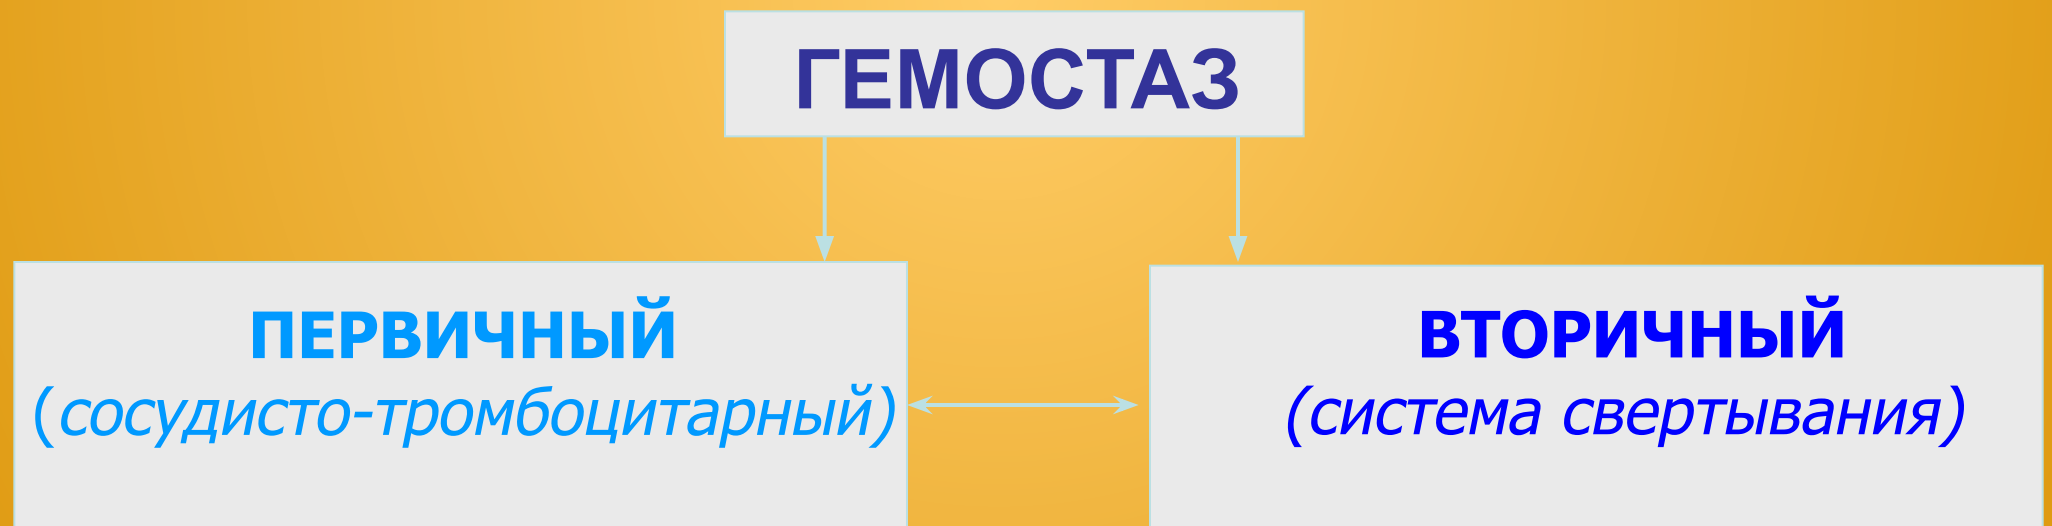 ГЕМОСТАЗ
ПЕРВИЧНЫЙ
(сосудисто-тромбоцитарный)
ВТОРИЧНЫЙ
(система свертывания)